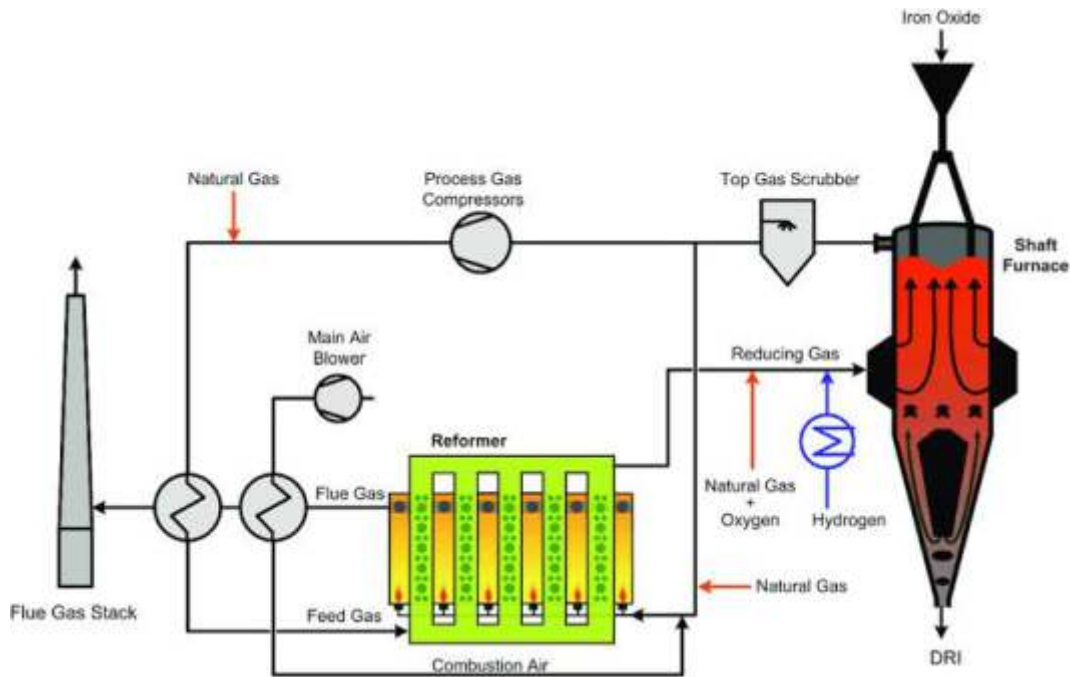 Iron Oxide
Natural Gas
Process Gas
Compressors
Top Gas Scrubber
Shaft
Furnace
Main Air
Blower
Reducing Gas
Reformer
Flue Gas
Natural Gas
+
Oxygen
Hydrogen
Natural Gas
Flue Gas Stack
Feed Gas
Combustion Air
DRI